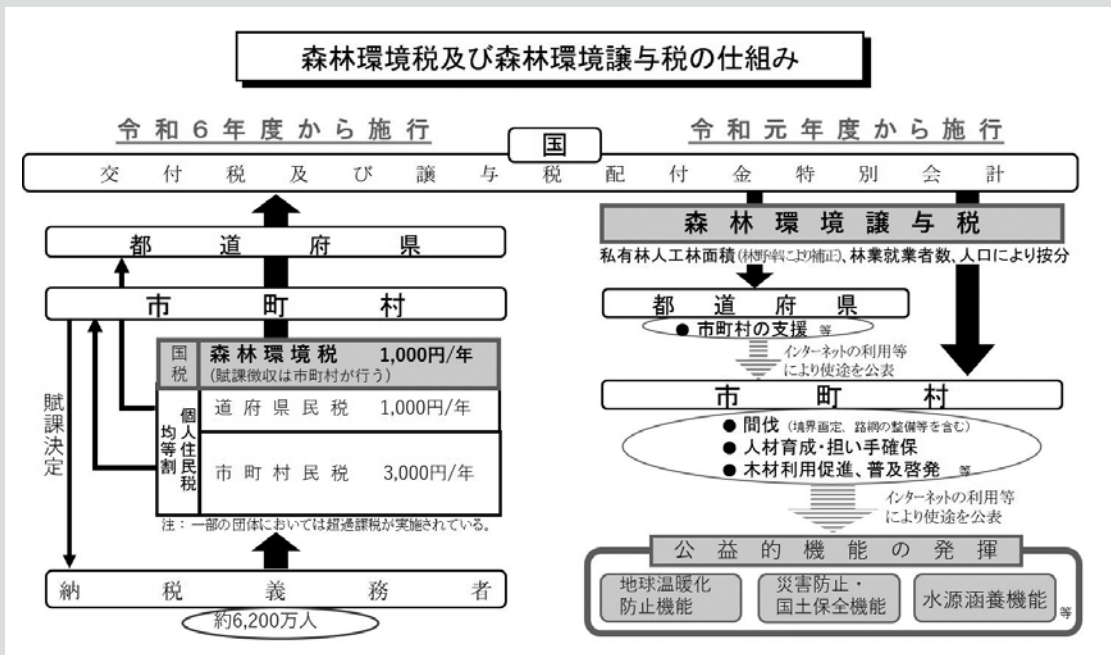 森林環境税及び森林環境譲与税の仕組み
令和6年度から施行
令和元年度から施行
国
交付税及び譲与税配付金特別会計
都道府県
市町村
国税
森林環境税 1,000円/年
(賦課徴収は市町村が行う)
個人住民税
均等割
道府県民税 1,000円/年
市町村民税 3,000円/年
注：一部の団体においては超過課税が実施されている。
賦課決定
納税義務者
約6,200万人
森林環境譲与税
私有林人工林面積(林野率により補正)、林業就業者数、人口により按分
都道府県
● 市町村の支援 等
インターネットの利用等
により使途を公表
市町村
● 間伐 (境界画定、路網の整備等を含む)
● 人材育成・担い手確保
● 木材利用促進、普及啓発 等
インターネットの利用等
により使途を公表
公益的機能の発揮
地球温暖化
防止機能
災害防止・
国土保全機能
水源涵養機能
等